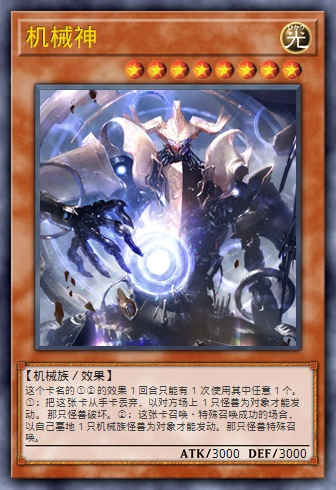 机械神
光
【机械族／效果】
这个卡名的①②的效果１回合只能有１次使用其中任意１个。
①：把这张卡从手卡丢弃，以对方场上１只怪兽为对象才能发
动。那只怪兽破坏。②：这张卡召唤·特殊召唤成功的场合，
以自己墓地１只机械族怪兽为对象才能发动。那只怪兽特殊召
唤。
ATK/3000 DEF/3000